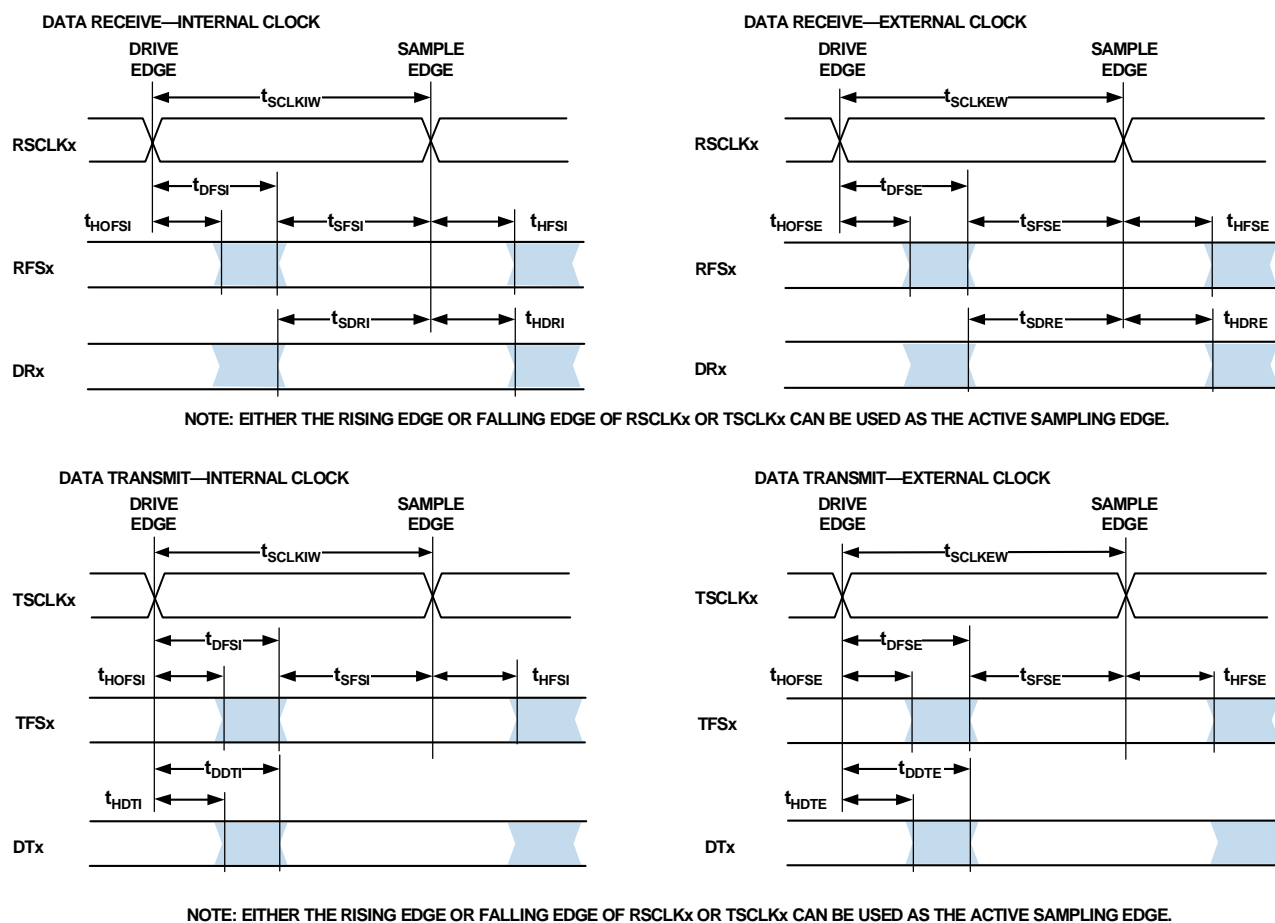 DATA RECEIVE—INTERNAL CLOCK
DRIVE EDGE
SAMPLE EDGE
tSCLKIW
RSCLKx
tDFSI
tHOFSI
tSFSI
tHFSI
RFSx
tSDRI
tHDRI
DRx
DATA RECEIVE—EXTERNAL CLOCK
DRIVE EDGE
SAMPLE EDGE
tSCLKEW
RSCLKx
tDFSE
tHOFSE
tSFSE
tHFSE
RFSx
tSDRE
tHDRE
DRx
NOTE: EITHER THE RISING EDGE OR FALLING EDGE OF RSCLKx OR TSCLKx CAN BE USED AS THE ACTIVE SAMPLING EDGE.
DATA TRANSMIT—INTERNAL CLOCK
DRIVE EDGE
SAMPLE EDGE
tSCLKIW
TSCLKx
tDFSI
tHOFSI
tSFSI
tHFSI
TFSx
tDDTI
tHDTI
DTx
DATA TRANSMIT—EXTERNAL CLOCK
DRIVE EDGE
SAMPLE EDGE
tSCLKEW
TSCLKx
tDFSE
tHOFSE
tSFSE
tHFSE
TFSx
tDDTE
tHDTE
DTx
NOTE: EITHER THE RISING EDGE OR FALLING EDGE OF RSCLKx OR TSCLKx CAN BE USED AS THE ACTIVE SAMPLING EDGE.